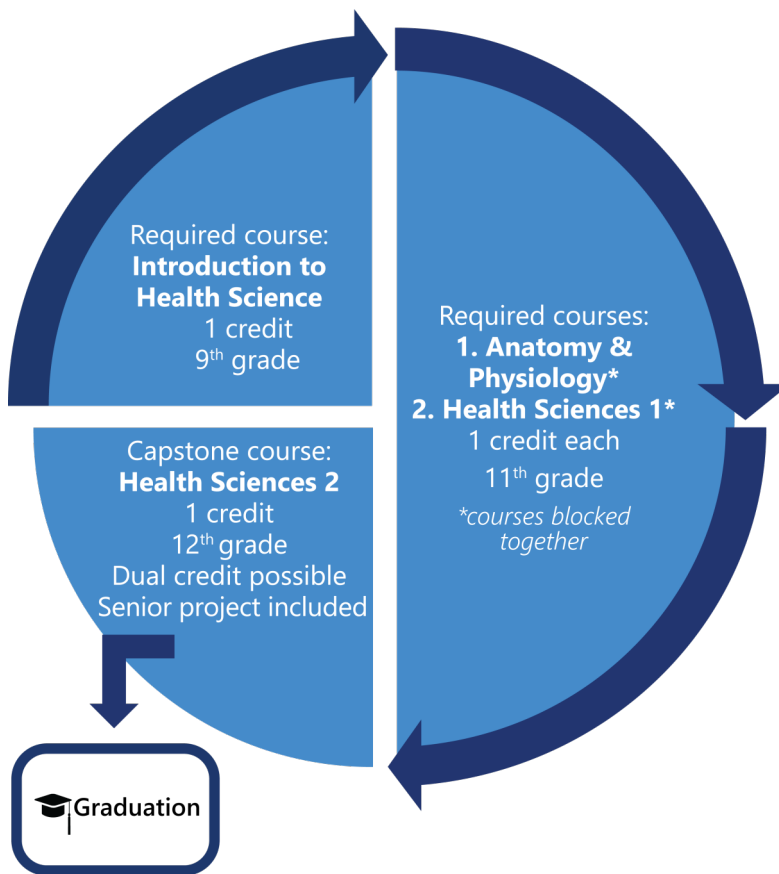 Required course:
Introduction to
Health Science
1 credit
9th grade
Required courses:
1. Anatomy &
Physiology*
2. Health Sciences 1*
1 credit each
11th grade
*courses blocked
together
Capstone course:
Health Sciences 2
1 credit
12th grade
Dual credit possible
Senior project included
Graduation